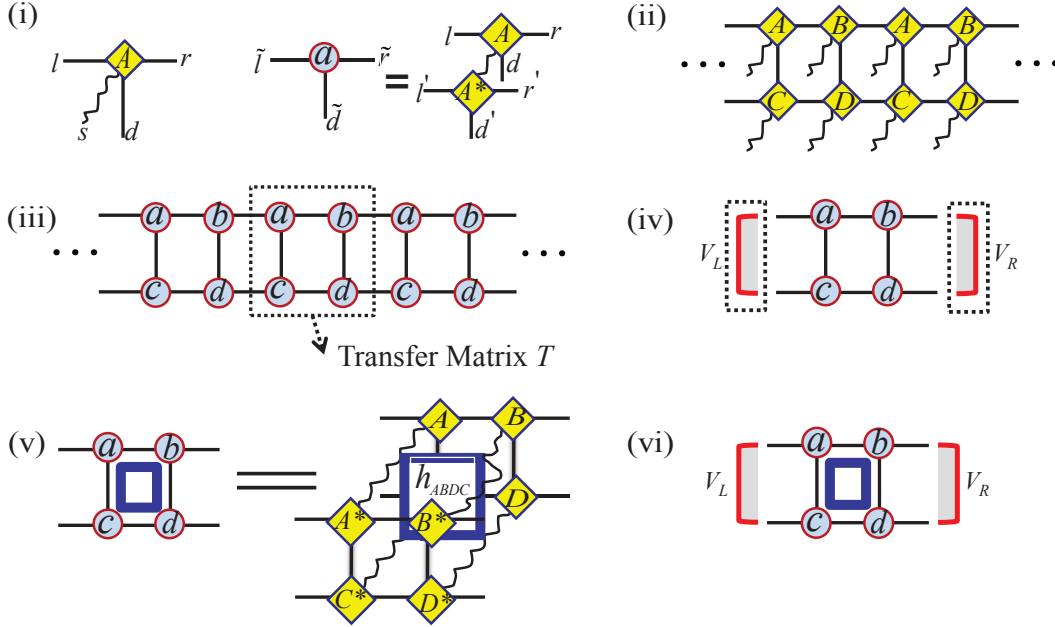 (i)
A
l r
s d
a
l̃ r̃
d̃
=
A
l r
d
A*
l' r'
d'
(ii)
A B A B
... ...
C D C D
(iii)
a b a b a b
... ...
c d c d c d
Transfer Matrix T
(iv)
a b
V_L V_R
c d
(v)
a b
c d
A B
h_ABDC
D
A* B*
C* D*
(vi)
a b
V_L V_R
c d